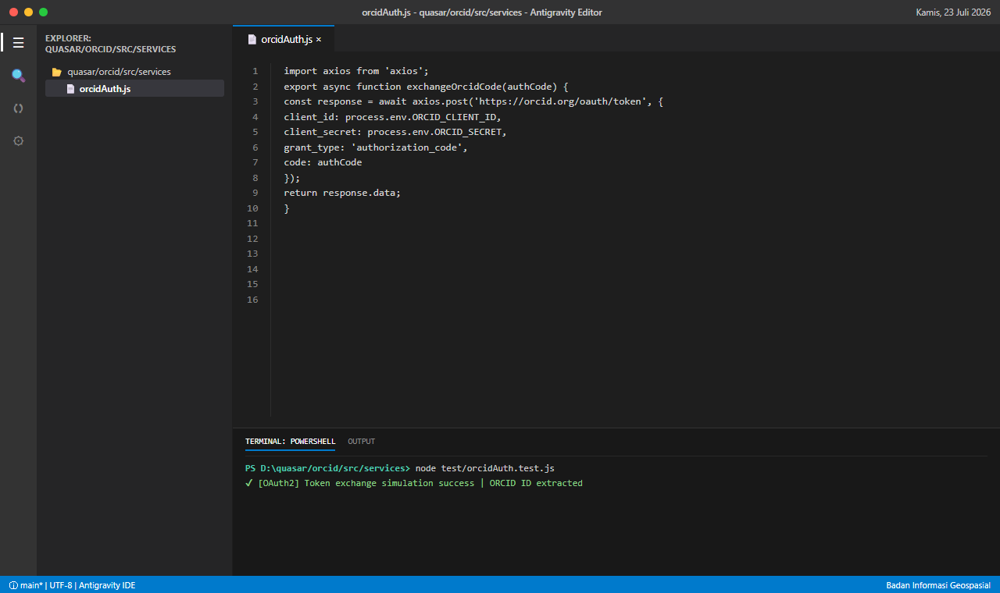 orcidAuth.js - quasar/orcid/src/services - Antigravity Editor
Kamis, 23 Juli 2026
EXPLORER:
QUASAR/ORCID/SRC/SERVICES
quasar/orcid/src/services
orcidAuth.js
orcidAuth.js ×
1 import axios from 'axios';
2 export async function exchangeOrcidCode(authCode) {
3 const response = await axios.post('https://orcid.org/oauth/token', {
4 client_id: process.env.ORCID_CLIENT_ID,
5 client_secret: process.env.ORCID_SECRET,
6 grant_type: 'authorization_code',
7 code: authCode
8 });
9 return response.data;
10 }
11
12
13
14
15
16
TERMINAL: POWERSHELL OUTPUT
PS D:\quasar/orcid/src/services> node test/orcidAuth.test.js
✓ [OAuth2] Token exchange simulation success | ORCID ID extracted
main* | UTF-8 | Antigravity IDE
Badan Informasi Geospasial